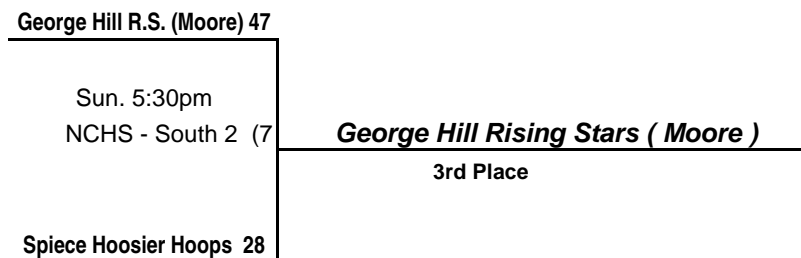 George Hill R.S. (Moore) 47
Sun. 5:30pm
NCHS - South 2 (7
George Hill Rising Stars ( Moore )
3rd Place
Spiece Hoosier Hoops 28